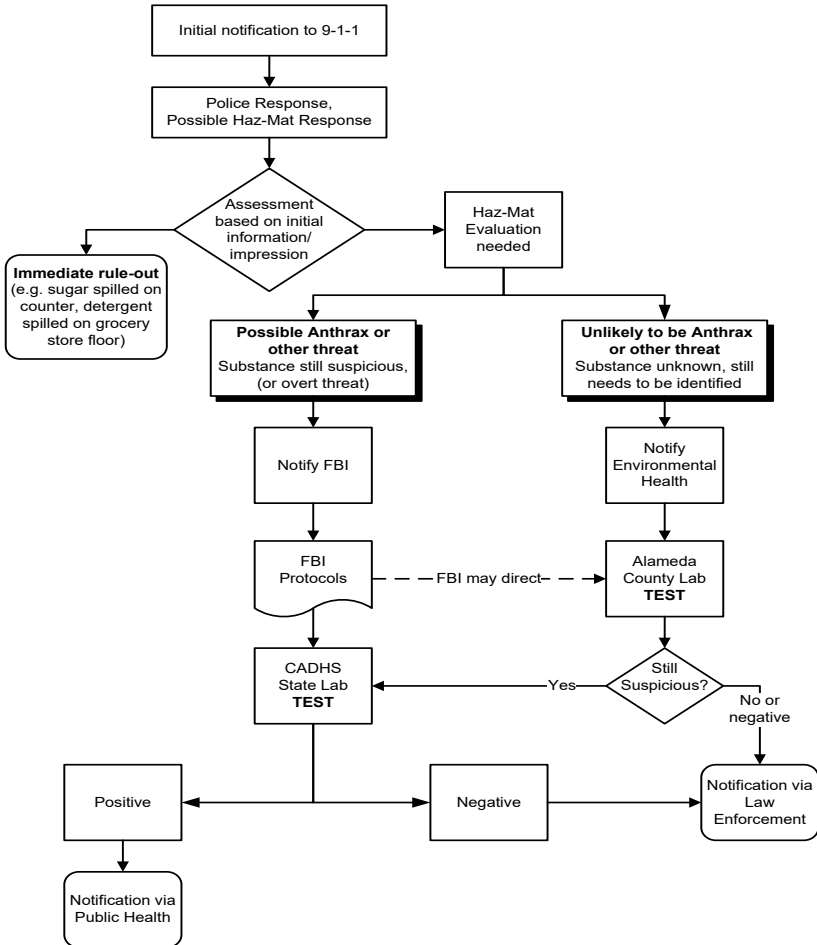 Initial notification to 9-1-1
Police Response,
Possible Haz-Mat Response
Assessment
based on initial
information/
impression
Haz-Mat
Evaluation
needed
Immediate rule-out
(e.g. sugar spilled on
counter, detergent
spilled on grocery
store floor)
Possible Anthrax or
other threat
Substance still suspicious,
(or overt threat)
Unlikely to be Anthrax
or other threat
Substance unknown, still
needs to be identified
Notify FBI
Notify
Environmental
Health
FBI
Protocols
FBI may direct
Alameda
County Lab
TEST
CADHS
State Lab
TEST
Yes
Still
Suspicious?
No or
negative
Positive
Negative
Notification via
Law
Enforcement
Notification via
Public Health